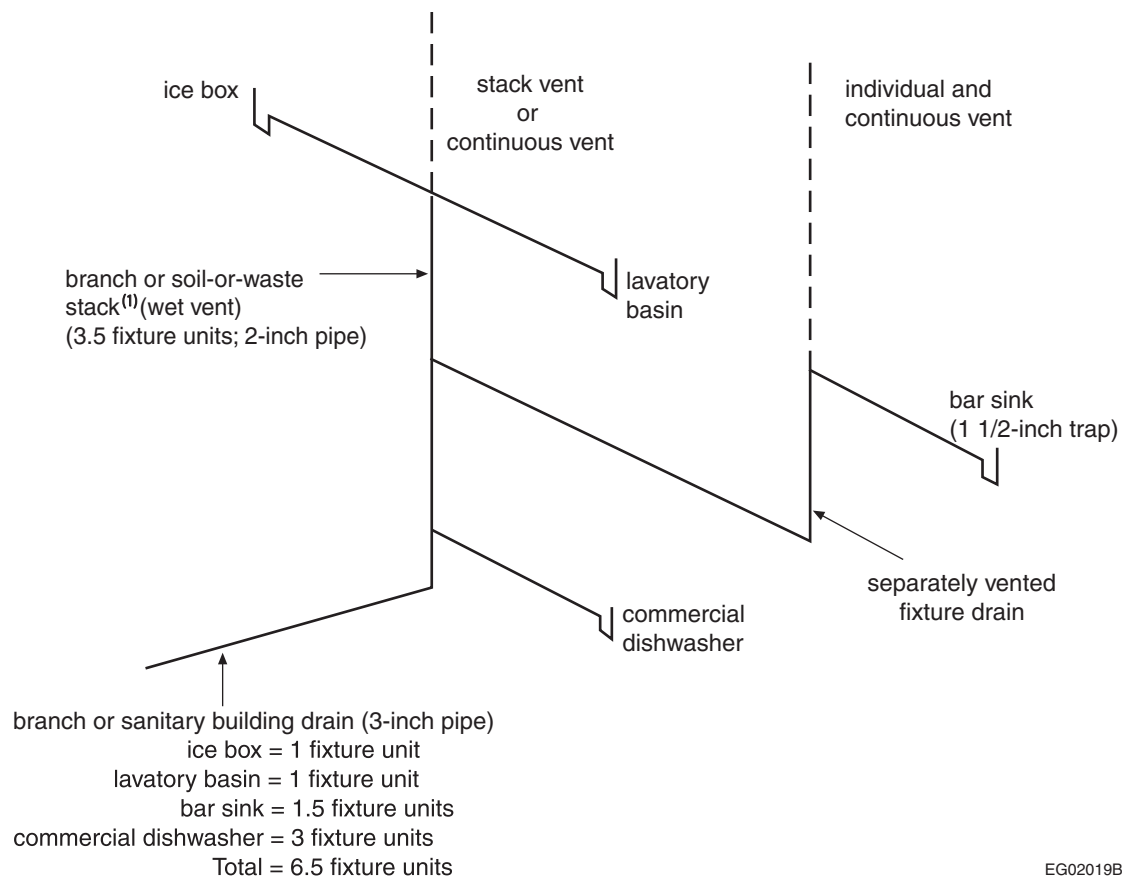 ice box
stack vent
or
continuous vent
individual and
continuous vent
branch or soil-or-waste
stack(1) (wet vent)
(3.5 fixture units; 2-inch pipe)
lavatory
basin
bar sink
(1 1/2-inch trap)
separately vented
fixture drain
commercial
dishwasher
branch or sanitary building drain (3-inch pipe)
ice box = 1 fixture unit
lavatory basin = 1 fixture unit
bar sink = 1.5 fixture units
commercial dishwasher = 3 fixture units
Total = 6.5 fixture units
EG02019B